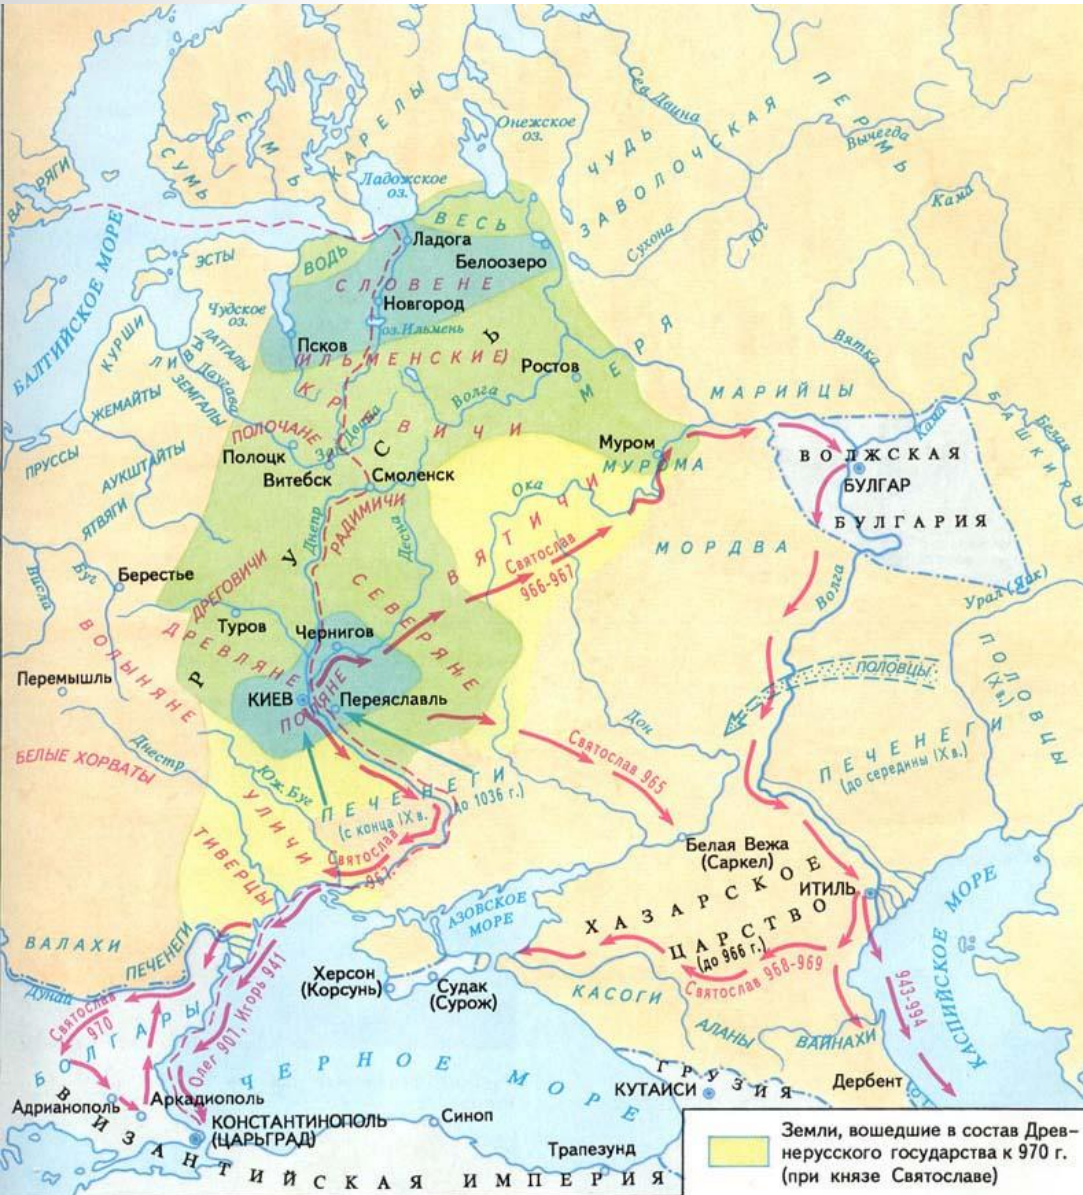 ВАРЯГИ
СУМЬ
ЕМЬ
КАРЕЛЫ
Ладожское
оз.
Онежское
оз.
Сев. Двина
ЧУДЬ
ЗАВОЛОЧСКАЯ
ПЕРМЬ
Вычегда
Кама
Сухона
Юг
БАЛТИЙСКОЕ МОРЕ
ЭСТЫ
ВОДЬ
ВЕСЬ
Ладога
Белоозеро
СЛОВЕНЕ
Новгород
оз. Ильмень
Чудское
оз.
Псков
(ИЛЬМЕНСКИЕ)
КУРШИ
ЛИВЫ
ЛАТГАЛЫ
ЗЕМГАЛЫ
Даугава
ЖЕМАЙТЫ
ПРУССЫ
АУКШТАЙТЫ
ЯТВЯГИ
КРИВИЧИ
Ростов
МЕРЯ
Волга
Вятка
МАРИЙЦЫ
Кама
БАШКИРЫ
Белая
ПОЛОЧАНЕ
Полоцк
Зап. Двина
Витебск
Смоленск
Муром
МУРОМА
ВОЛЖСКАЯ
БУЛГАР
БУЛГАРИЯ
Ока
РАДИМИЧИ
Днепр
Десна
ВЯТИЧИ
Святослав
966-967
МОРДВА
Волга
Урал (Яик)
Висла
Буг
Берестье
ДРЕГОВИЧИ
РУСЬ
СЕВЕРЯНЕ
Туров
Чернигов
ДРЕВЛЯНЕ
ВОЛЫНЯНЕ
Перемышль
КИЕВ
ПОЛЯНЕ
Переяславль
ПОЛОВЦЫ
ПОЛОВЦЫ
(X в.)
БЕЛЫЕ ХОРВАТЫ
Днестр
Юж. Буг
Дон
Святослав 965
ПЕЧЕНЕГИ
(до середины IX в.)
ПЕЧЕНЕГИ
(с конца IX в. до 1036 г.)
УЛИЧИ
ТИВЕРЦЫ
Святослав
967
Белая Вежа
(Саркел)
ИТИЛЬ
ХАЗАРСКОЕ
ЦАРСТВО
(до 966 г.)
Святослав 968-969
АЗОВСКОЕ
МОРЕ
КАСПИЙСКОЕ МОРЕ
943-994
ВАЛАХИ
ПЕЧЕНЕГИ
Дунай
Святослав
970
БОЛГАРЫ
Олег 907, Игорь 941
Херсон
(Корсунь)
Судак
(Сурож)
КАСОГИ
АЛАНЫ
ВАЙНАХИ
ЧЕРНОЕ МОРЕ
ГРУЗИЯ
КУТАИСИ
Дербент
Адрианополь
Аркадиополь
КОНСТАНТИНОПОЛЬ
(ЦАРЬГРАД)
Синоп
Трапезунд
ВИЗАНТИЙСКАЯ ИМПЕРИЯ
Земли, вошедшие в состав Древ-
нерусского государства к 970 г.
(при князе Святославе)